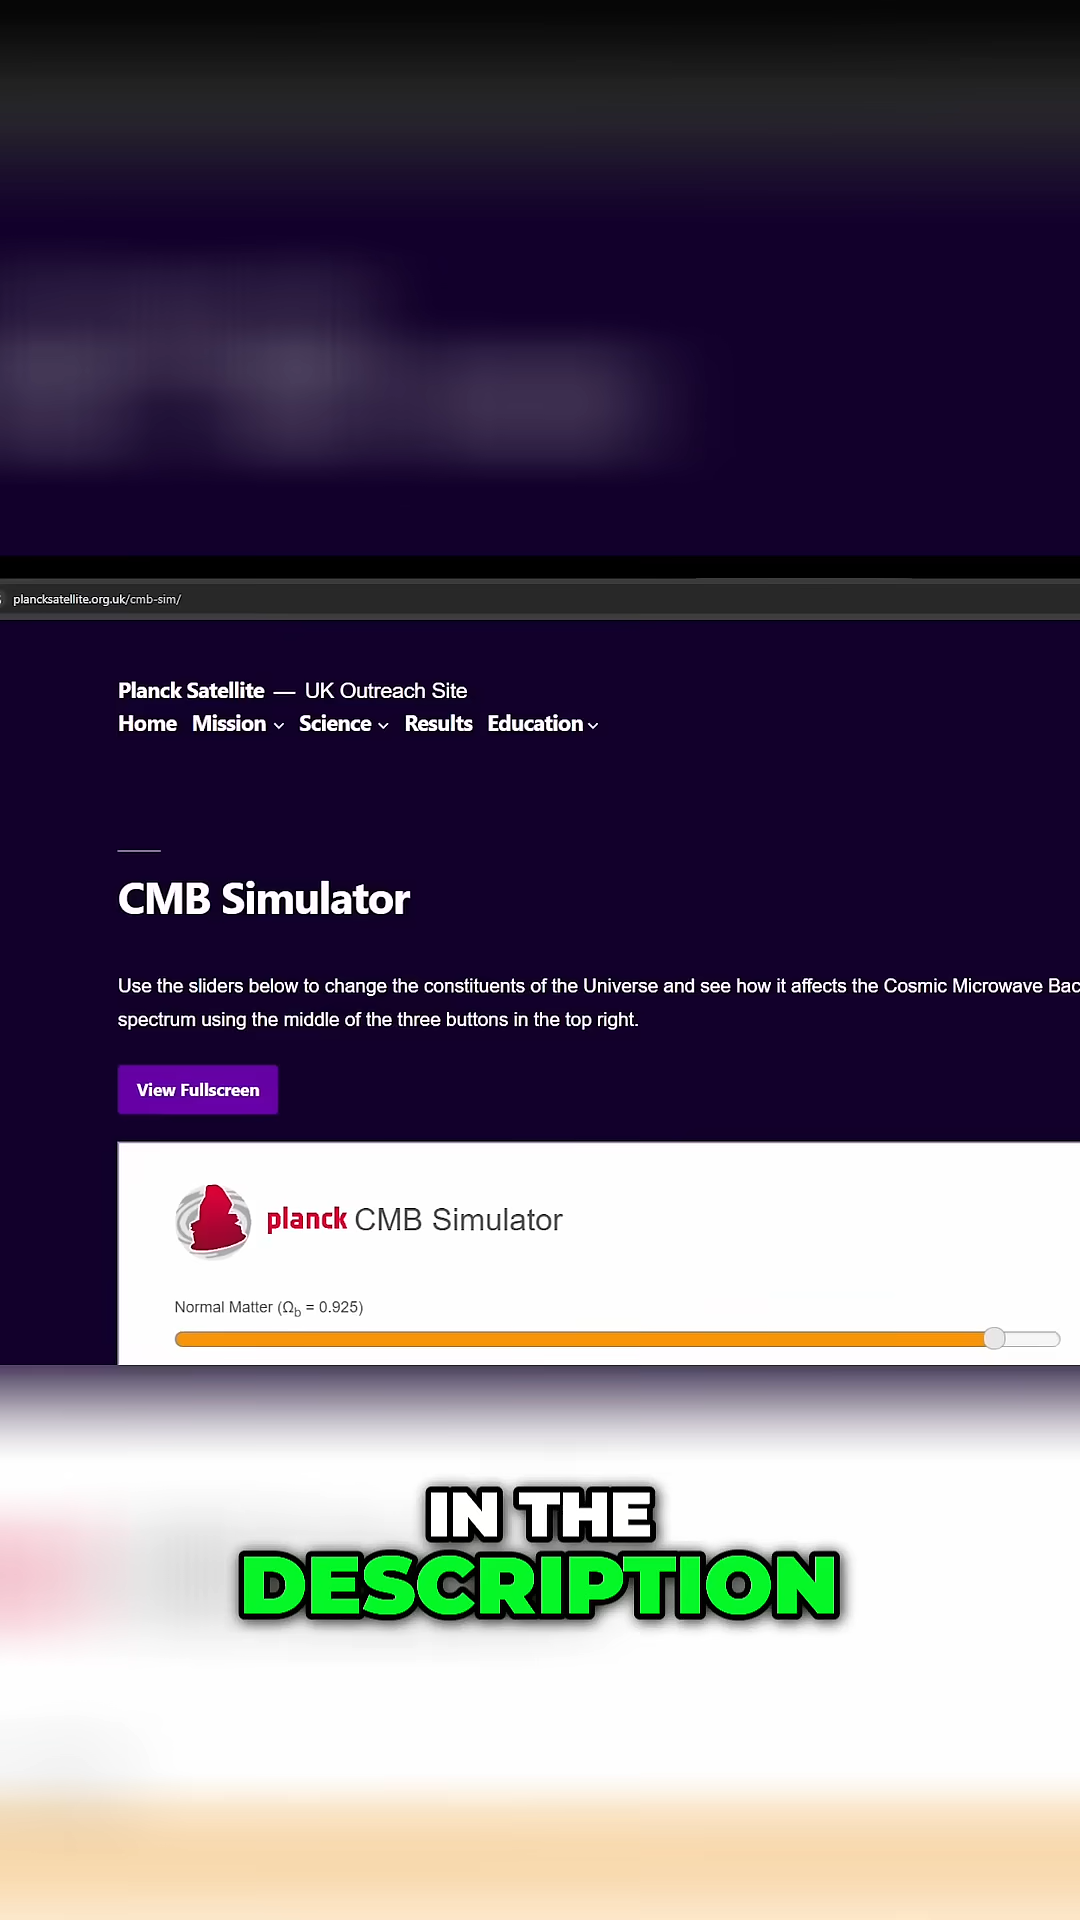 plancksatellite.org.uk/cmb-sim/
Planck Satellite — UK Outreach Site
Home Mission Science Results Education
CMB Simulator
Use the sliders below to change the constituents of the Universe and see how it affects the Cosmic Microwave Bac
spectrum using the middle of the three buttons in the top right.
View Fullscreen
planck CMB Simulator
Normal Matter (Ωb = 0.925)
IN THE
DESCRIPTION